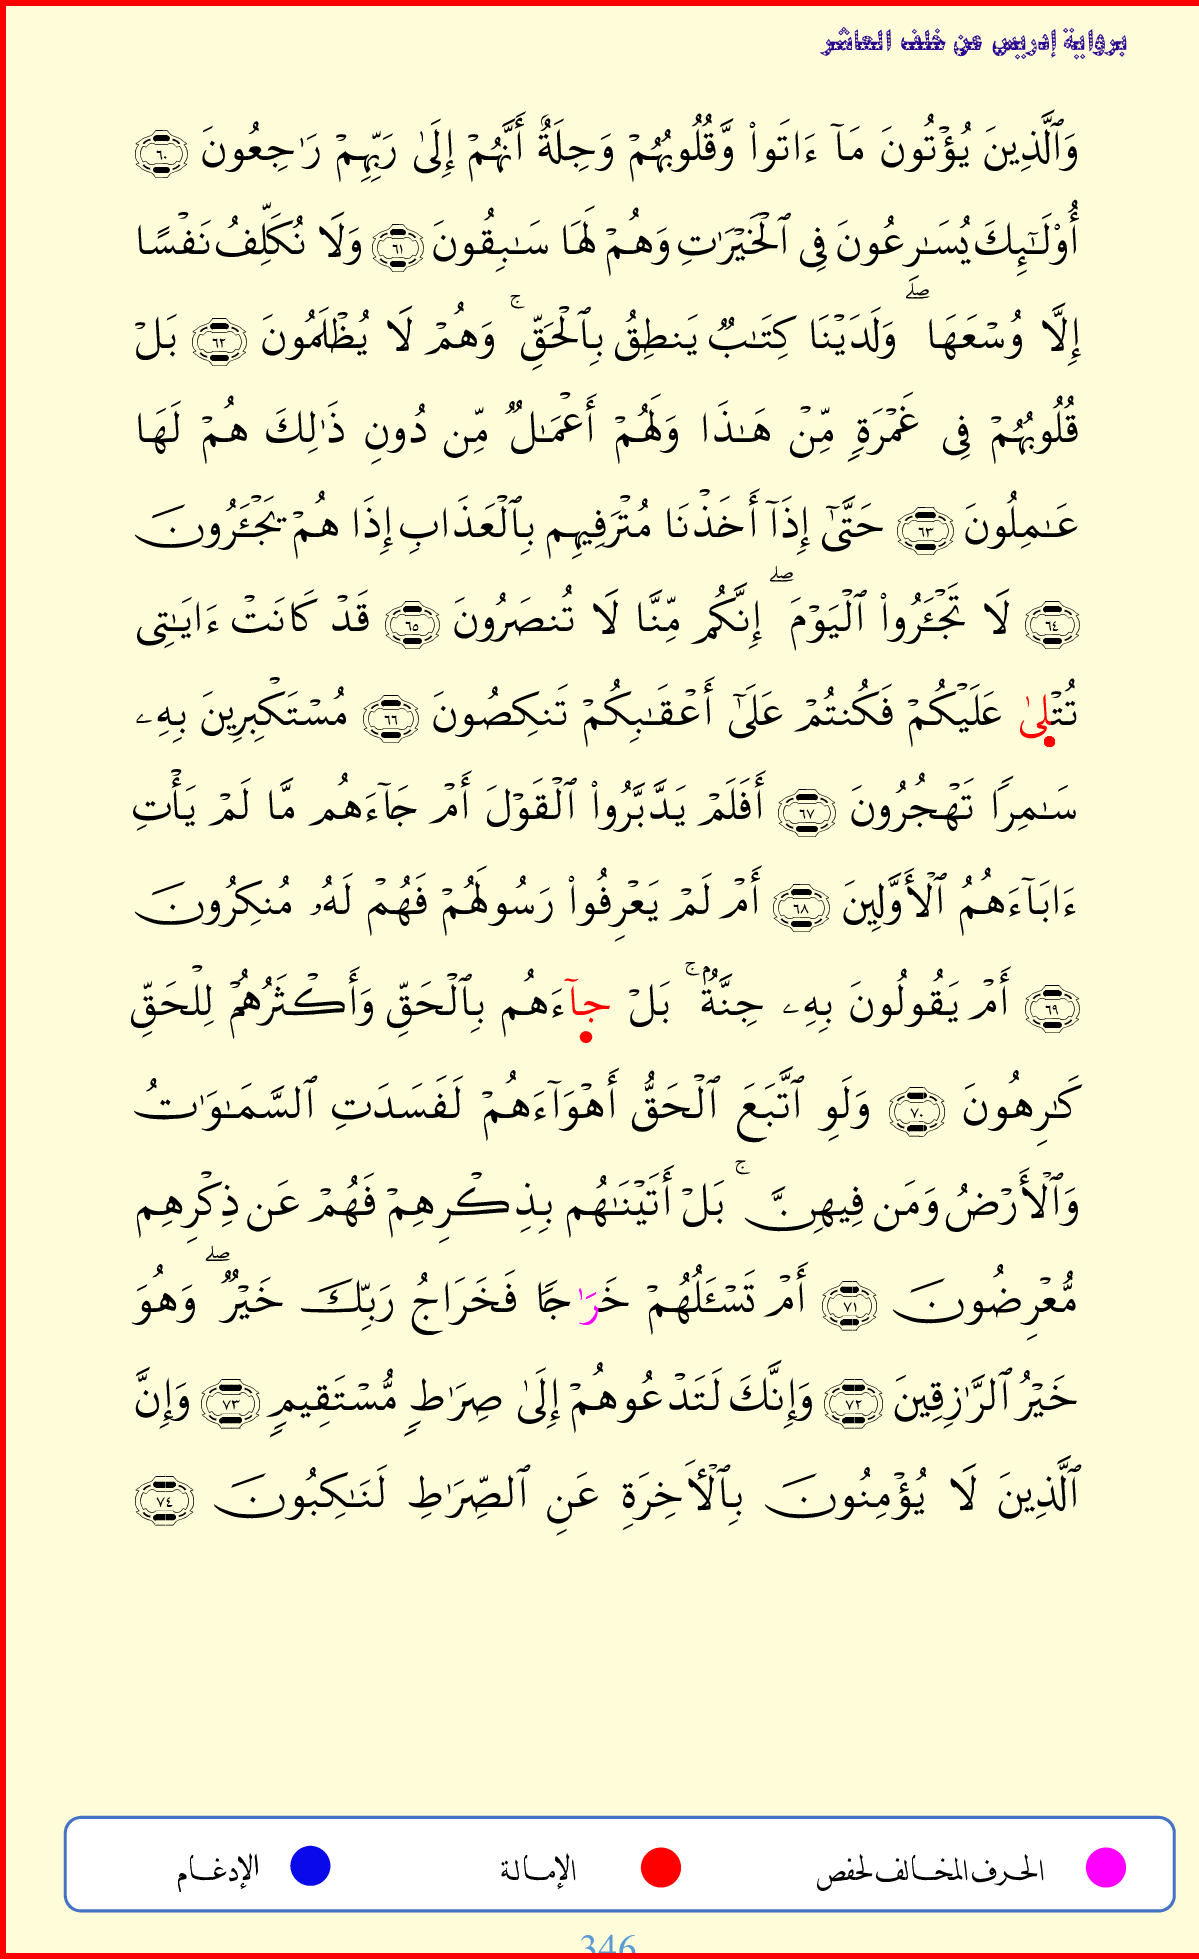 برواية إدريس عن خلف العاشر
وَٱلَّذِينَ يُؤۡتُونَ مَآ ءَاتَواْ وَّقُلُوبُهُمۡ وَجِلَةٌ أَنَّهُمۡ إِلَىٰ رَبِّهِمۡ رَٰجِعُونَ ٦٠
أُوْلَـٰٓئِكَ يُسَـٰرِعُونَ فِى ٱلۡخَيۡرَٰتِ وَهُمۡ لَهَا سَـٰبِقُونَ ٦١ وَلَا نُكَلِّفُ نَفۡسًا
إِلَّا وُسۡعَهَا ۖ وَلَدَيۡنَا كِتَـٰبٌ يَنطِقُ بِٱلۡحَقِّ ۚ وَهُمۡ لَا يُظۡلَمُونَ ٦٢ بَلۡ
قُلُوبُهُمۡ فِى غَمۡرَةٍ مِّنۡ هَـٰذَا وَلَهُمۡ أَعۡمَـٰلٌ مِّن دُونِ ذَٰلِكَ هُمۡ لَهَا
عَـٰمِلُونَ ٦٣ حَتَّىٰٓ إِذَآ أَخَذۡنَا مُتۡرَفِيهِم بِٱلۡعَذَابِ إِذَا هُمۡ يَجۡـَٔرُونَ
٦٤ لَا تَجۡـَٔرُواْ ٱلۡيَوۡمَ ۖ إِنَّكُم مِّنَّا لَا تُنصَرُونَ ٦٥ قَدۡ كَانَتۡ ءَايَـٰتِى
تُتۡلِىٰ عَلَيۡكُمۡ فَكُنتُمۡ عَلَىٰٓ أَعۡقَـٰبِكُمۡ تَنكِصُونَ ٦٦ مُسۡتَكۡبِرِينَ بِهِۦ
سَـٰمِرًا تَهۡجُرُونَ ٦٧ أَفَلَمۡ يَدَّبَّرُواْ ٱلۡقَوۡلَ أَمۡ جَآءَهُم مَّا لَمۡ يَأۡتِ
ءَابَآءَهُمُ ٱلۡأَوَّلِينَ ٦٨ أَمۡ لَمۡ يَعۡرِفُواْ رَسُولَهُمۡ فَهُمۡ لَهُۥ مُنكِرُونَ
٦٩ أَمۡ يَقُولُونَ بِهِۦ جِنَّةُۢ ۚ بَلۡ جِآءَهُم بِٱلۡحَقِّ وَأَكۡثَرُهُمۡ لِلۡحَقِّ
كَـٰرِهُونَ ٧٠ وَلَوِ ٱتَّبَعَ ٱلۡحَقُّ أَهۡوَآءَهُمۡ لَفَسَدَتِ ٱلسَّمَـٰوَٰتُ
وَٱلۡأَرۡضُ وَمَن فِيهِنَّ ۚ بَلۡ أَتَيۡنَـٰهُم بِذِكۡرِهِمۡ فَهُمۡ عَن ذِكۡرِهِم
مُّعۡرِضُونَ ٧١ أَمۡ تَسۡـَٔلُهُمۡ خَرَٰجًا فَخَرَاجُ رَبِّكَ خَيۡرٌ ۖ وَهُوَ
خَيۡرُ ٱلرَّٰزِقِينَ ٧٢ وَإِنَّكَ لَتَدۡعُوهُمۡ إِلَىٰ صِرَٰطٍ مُّسۡتَقِيمٍ ٧٣ وَإِنَّ
ٱلَّذِينَ لَا يُؤۡمِنُونَ بِٱلۡأَخِرَةِ عَنِ ٱلصِّرَٰطِ لَنَـٰكِبُونَ ٧٤
الحرف المخالف لحفص الإمالة الإدغام
346